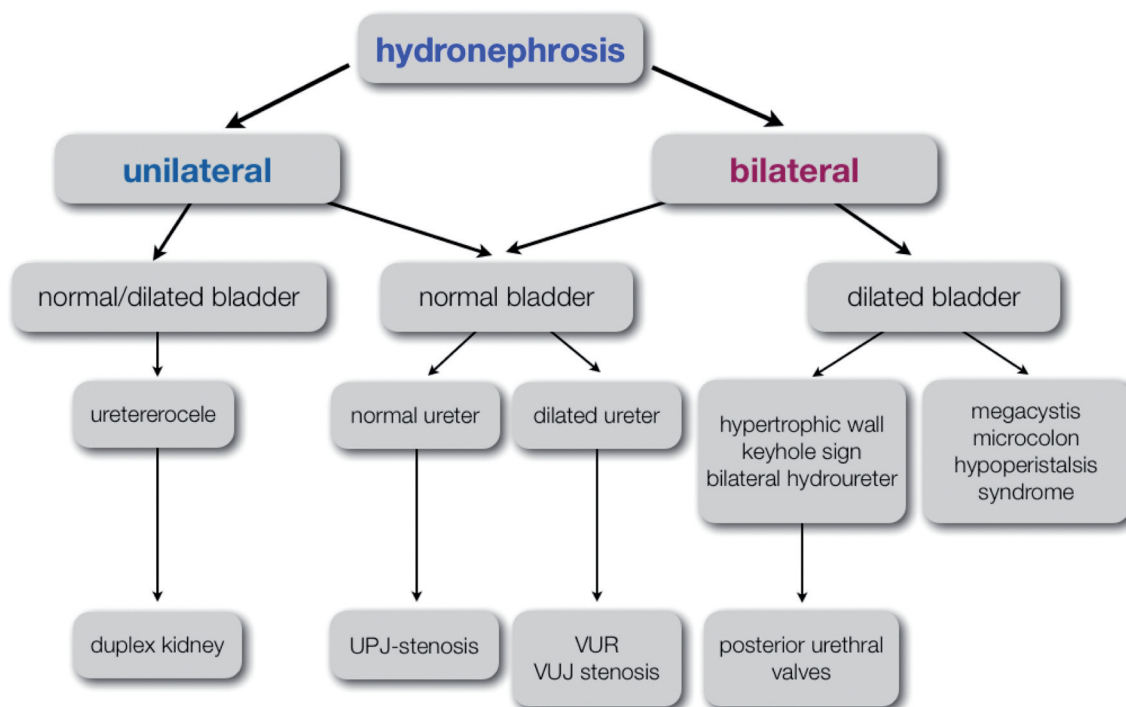 hydronephrosis
unilateral
bilateral
normal/dilated bladder
normal bladder
dilated bladder
uretererocele
normal ureter
dilated ureter
hypertrophic wall
keyhole sign
bilateral hydroureter
megacystis
microcolon
hypoperistalsis
syndrome
duplex kidney
UPJ-stenosis
VUR
VUJ stenosis
posterior urethral
valves